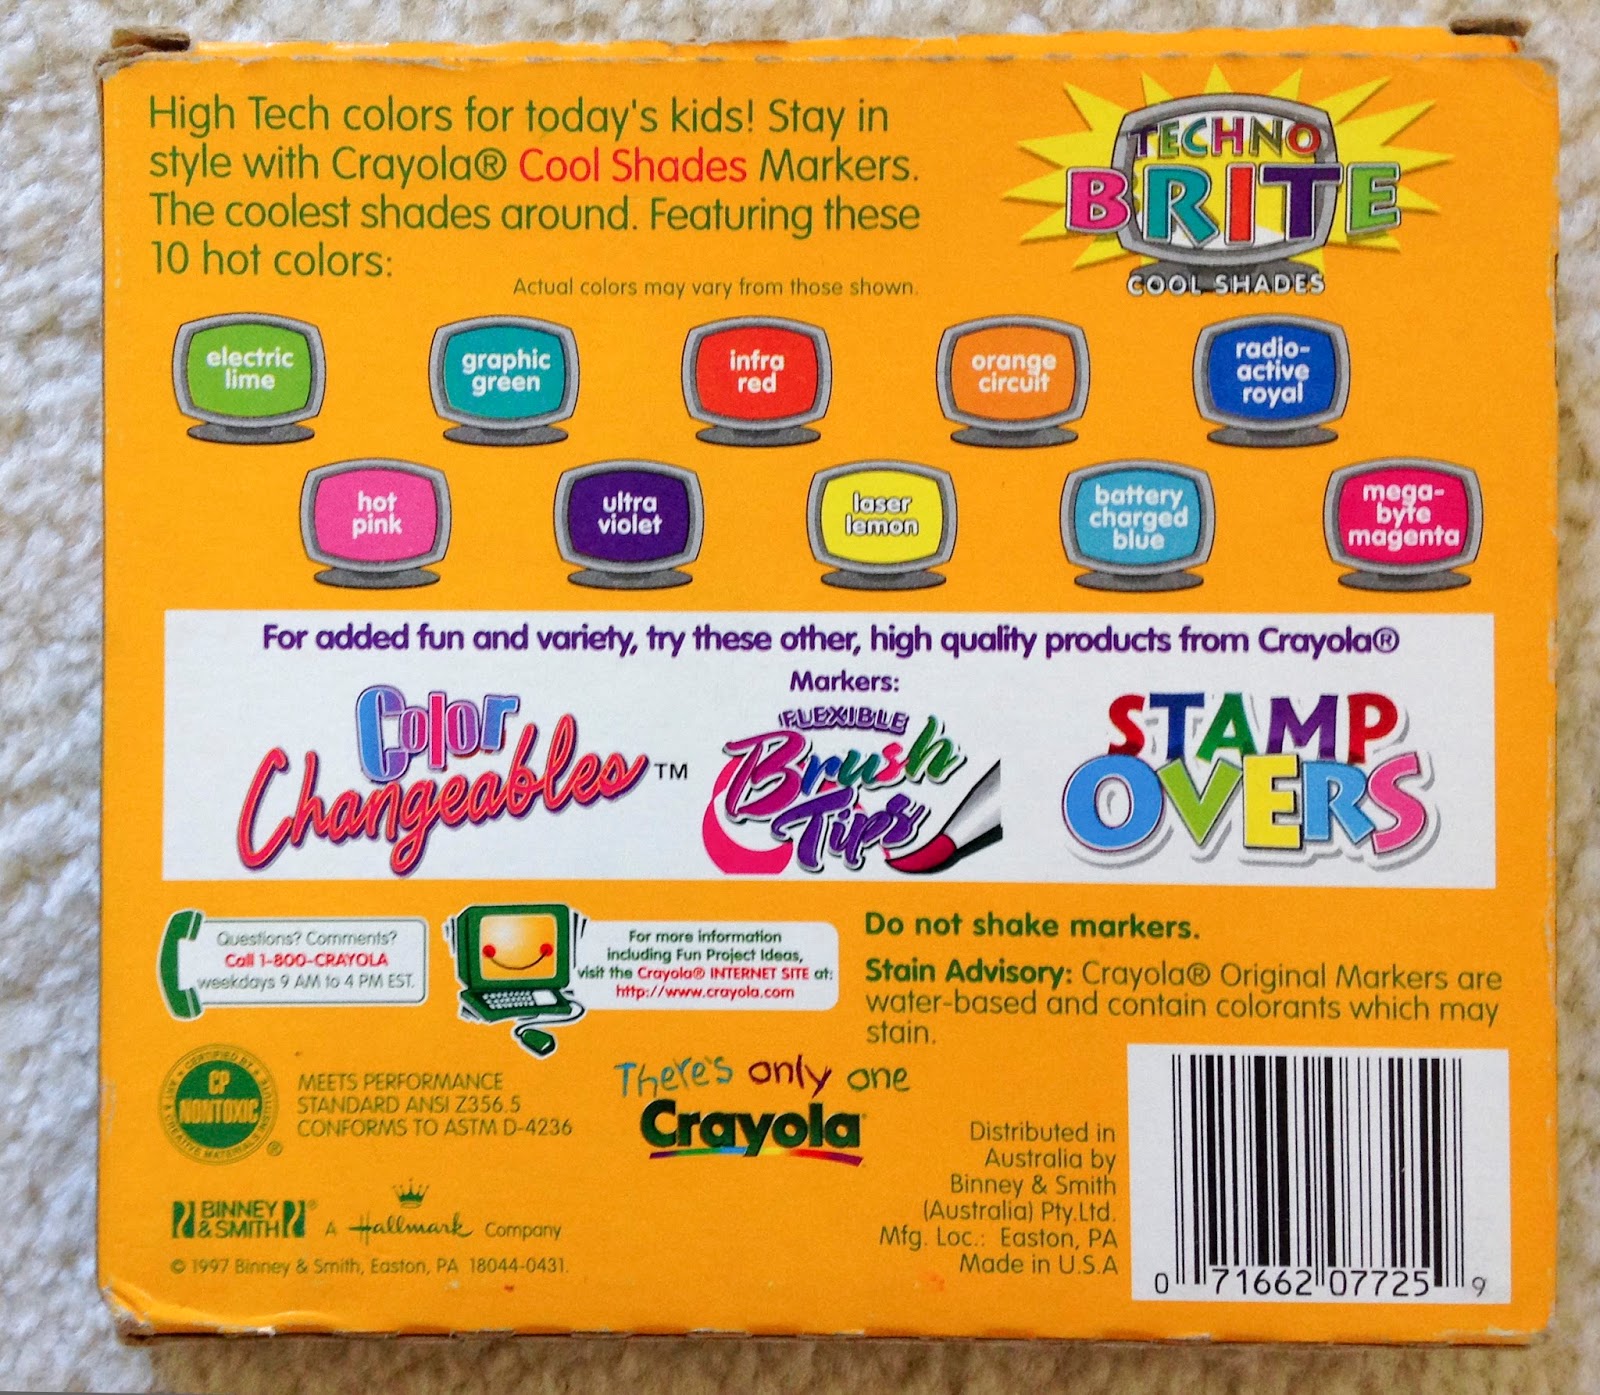 High Tech colors for today's kids! Stay in
style with Crayola® Cool Shades Markers.
The coolest shades around. Featuring these
10 hot colors:
Actual colors may vary from those shown.
TECHNO
BRITE
COOL SHADES
electric
lime
graphic
green
infra
red
orange
circuit
radio-
active
royal
hot
pink
ultra
violet
laser
lemon
battery
charged
blue
mega-
byte
magenta
For added fun and variety, try these other, high quality products from Crayola®
Markers:
Color
Changeables™
FLEXIBLE
Brush
Tips
STAMP
OVERS
Questions? Comments?
Call 1-800-CRAYOLA
weekdays 9 AM to 4 PM EST.
For more information
including Fun Project Ideas,
visit the Crayola® INTERNET SITE at:
http://www.crayola.com
Do not shake markers.
Stain Advisory: Crayola® Original Markers are
water-based and contain colorants which may
stain.
CERTIFIED BY
ART & CREATIVE MATERIALS INSTITUTE
CP
NONTOXIC
®
MEETS PERFORMANCE
STANDARD ANSI Z356.5
CONFORMS TO ASTM D-4236
There's only one
Crayola
BINNEY
& SMITH®
A Hallmark Company
© 1997 Binney & Smith, Easton, PA 18044-0431.
Distributed in
Australia by
Binney & Smith
(Australia) Pty.Ltd.
Mfg. Loc.: Easton, PA
Made in U.S.A
0 71662 07725 9